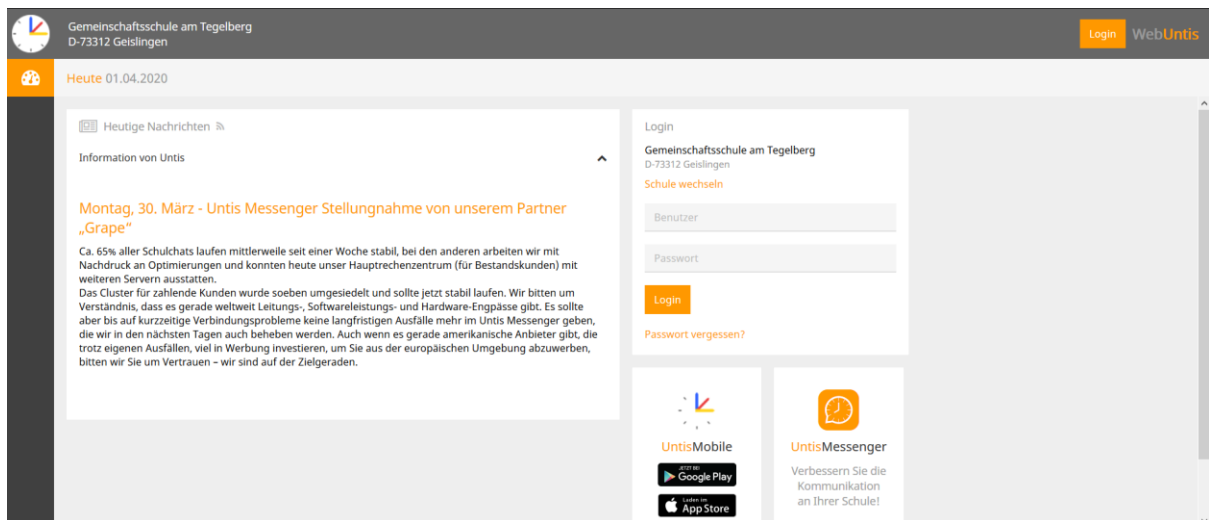 Gemeinschaftsschule am Tegelberg
D-73312 Geislingen
Login WebUntis
Heute 01.04.2020
Heutige Nachrichten
Information von Untis
Montag, 30. März - Untis Messenger Stellungnahme von unserem Partner
„Grape“
Ca. 65% aller Schulchats laufen mittlerweile seit einer Woche stabil, bei den anderen arbeiten wir mit
Nachdruck an Optimierungen und konnten heute unser Hauptrechenzentrum (für Bestandskunden) mit
weiteren Servern ausstatten.
Das Cluster für zahlende Kunden wurde soeben umgesiedelt und sollte jetzt stabil laufen. Wir bitten um
Verständnis, dass es gerade weltweit Leitungs-, Softwareleistungs- und Hardware-Engpässe gibt. Es sollte
aber bis auf kurzzeitige Verbindungsprobleme keine langfristigen Ausfälle mehr im Untis Messenger geben,
die wir in den nächsten Tagen auch beheben werden. Auch wenn es gerade amerikanische Anbieter gibt, die
trotz eigenen Ausfällen, viel in Werbung investieren, um Sie aus der europäischen Umgebung abzuwerben,
bitten wir Sie um Vertrauen – wir sind auf der Zielgeraden.
Login
Gemeinschaftsschule am Tegelberg
D-73312 Geislingen
Schule wechseln
Benutzer
Passwort
Login
Passwort vergessen?
UntisMobile
JETZT BEI
Google Play
Laden im
App Store
UntisMessenger
Verbessern Sie die
Kommunikation
an Ihrer Schule!